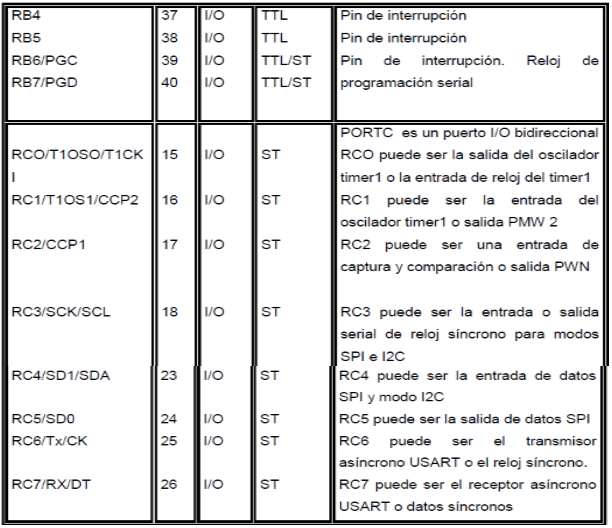 RB4 37 I/O TTL Pin de interrupción
RB5 38 I/O TTL Pin de interrupción
RB6/PGC 39 I/O TTL/ST Pin de interrupción. Reloj de
RB7/PGD 40 I/O TTL/ST programación serial
PORTC es un puerto I/O bidireccional
RCO/T1OSO/T1CK 15 I/O ST RCO puede ser la salida del oscilador
I timer1 o la entrada de reloj del timer1
RC1/T1OS1/CCP2 16 I/O ST RC1 puede ser la entrada del
oscilador timer1 o salida PMW 2
RC2/CCP1 17 I/O ST RC2 puede ser una entrada de
captura y comparación o salida PWN
RC3/SCK/SCL 18 I/O ST RC3 puede ser la entrada o salida
serial de reloj síncrono para modos
SPI e I2C
RC4/SD1/SDA 23 I/O ST RC4 puede ser la entrada de datos
SPI y modo I2C
RC5/SD0 24 I/O ST RC5 puede ser la salida de datos SPI
RC6/Tx/CK 25 I/O ST RC6 puede ser el transmisor
asíncrono USART o el reloj síncrono.
RC7/RX/DT 26 I/O ST RC7 puede ser el receptor asíncrono
USART o datos síncronos